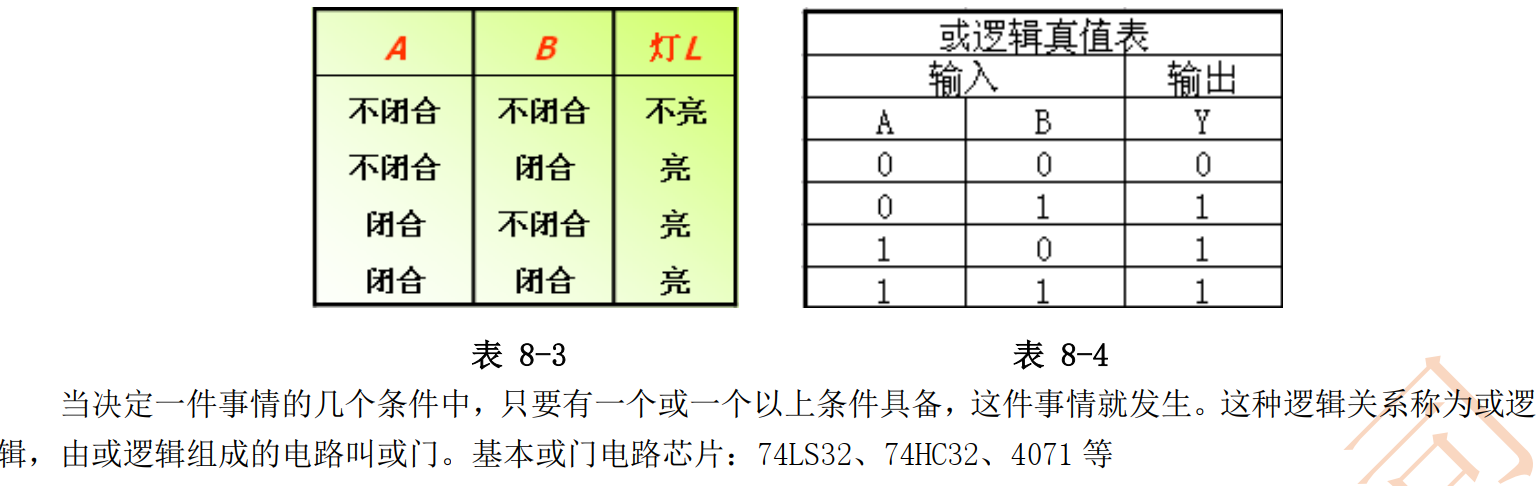 A B 灯L
不闭合 不闭合 不亮
不闭合 闭合 亮
闭合 不闭合 亮
闭合 闭合 亮
或逻辑真值表
输入 输出
A B Y
0 0 0
0 1 1
1 0 1
1 1 1
表 8-3 表 8-4
当决定一件事情的几个条件中，只要有一个或一个以上条件具备，这件事情就发生。这种逻辑关系称为或逻
辑，由或逻辑组成的电路叫或门。基本或门电路芯片：74LS32、74HC32、4071 等